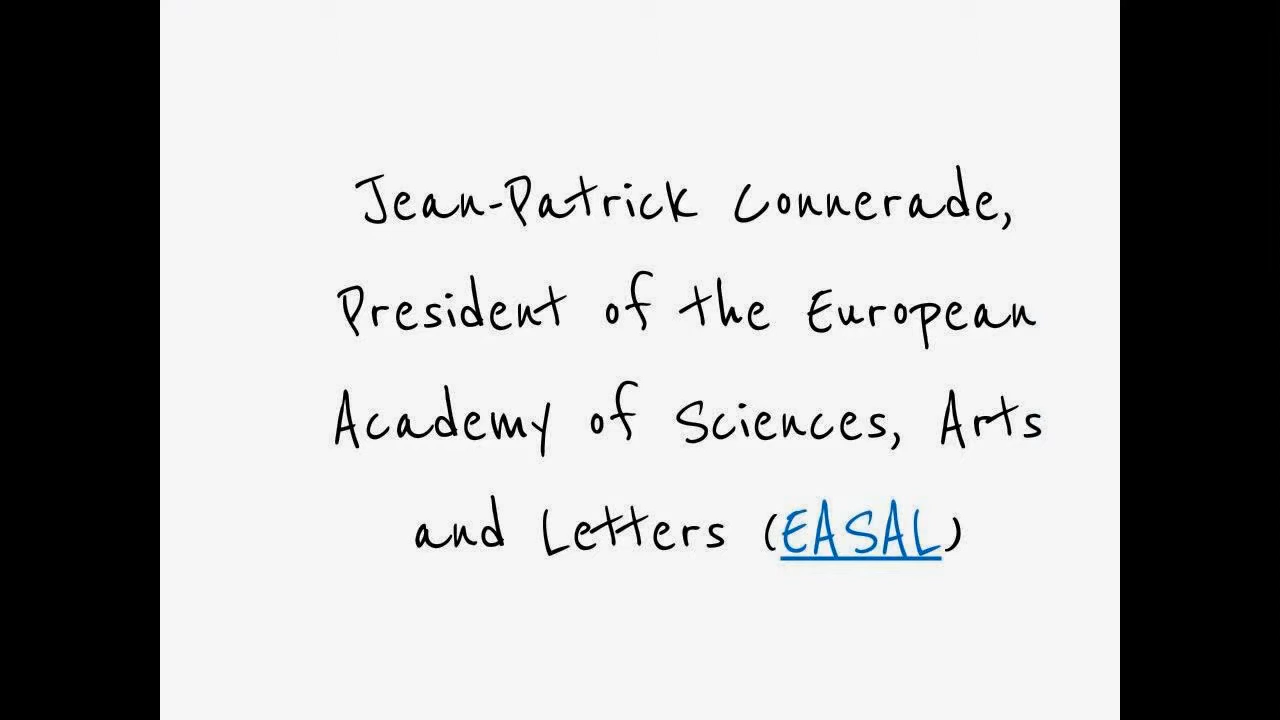 Jean-Patrick Connerade,
President of the European
Academy of Sciences, Arts
and Letters (EASAL)